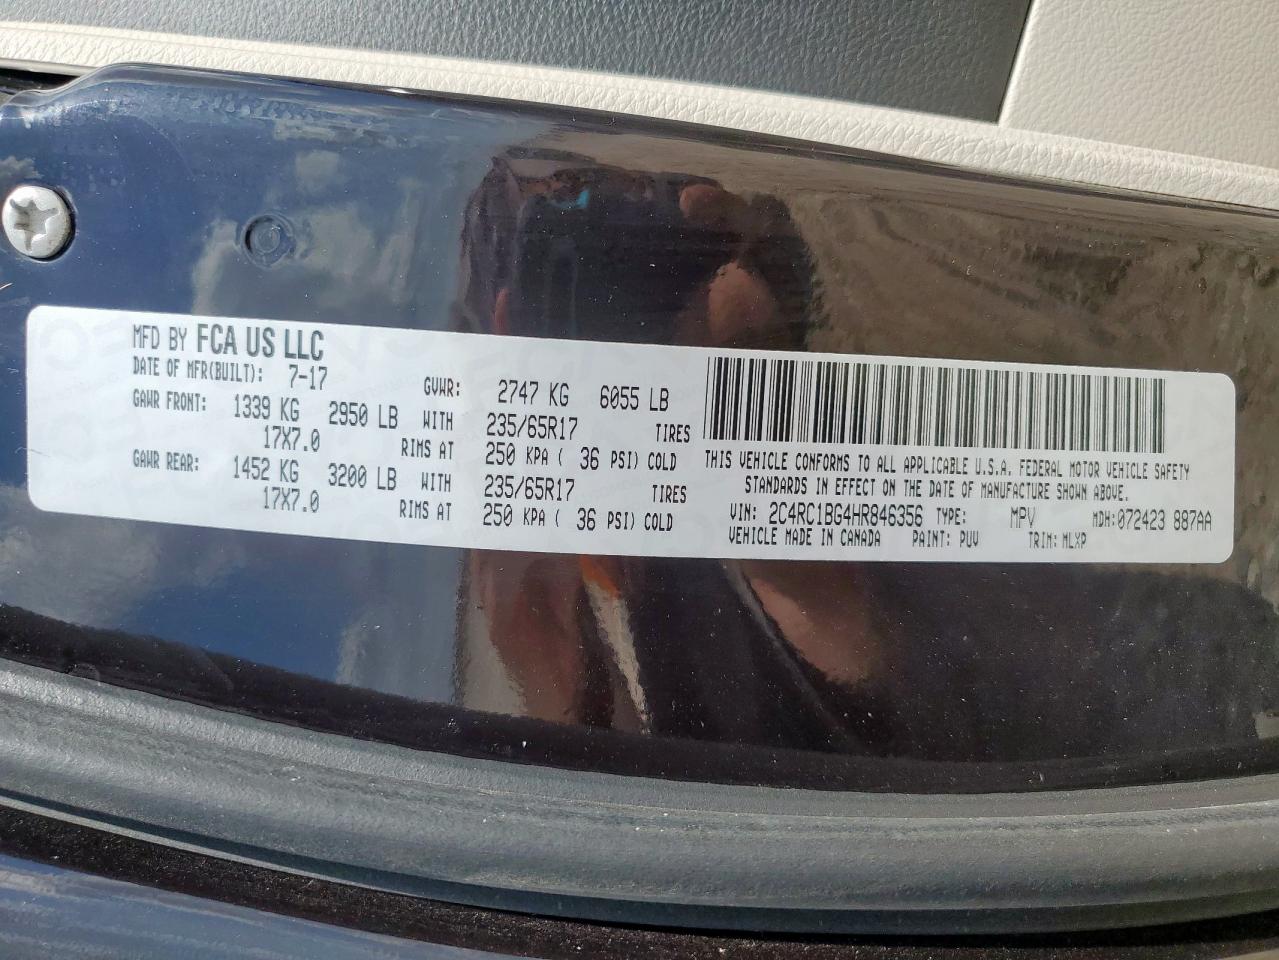 MFD BY FCA US LLC
DATE OF MFR(BUILT): 7-17 GVWR: 2747 KG 6055 LB
GAWR FRONT: 1339 KG 2950 LB WITH 235/65R17 TIRES
17X7.0 RIMS AT 250 KPA ( 36 PSI) COLD
GAWR REAR: 1452 KG 3200 LB WITH 235/65R17 TIRES
17X7.0 RIMS AT 250 KPA ( 36 PSI) COLD
THIS VEHICLE CONFORMS TO ALL APPLICABLE U.S.A. FEDERAL MOTOR VEHICLE SAFETY
STANDARDS IN EFFECT ON THE DATE OF MANUFACTURE SHOWN ABOVE.
VIN: 2C4RC1BG4HR846356 TYPE: MPV MDH:072423 887AA
VEHICLE MADE IN CANADA PAINT: PUV TRIM: MLXP